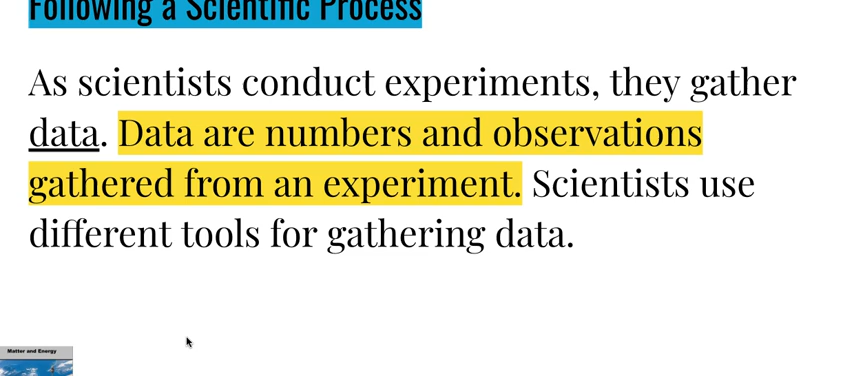 Following a Scientific Process
As scientists conduct experiments, they gather
data. Data are numbers and observations
gathered from an experiment. Scientists use
different tools for gathering data.
Matter and Energy